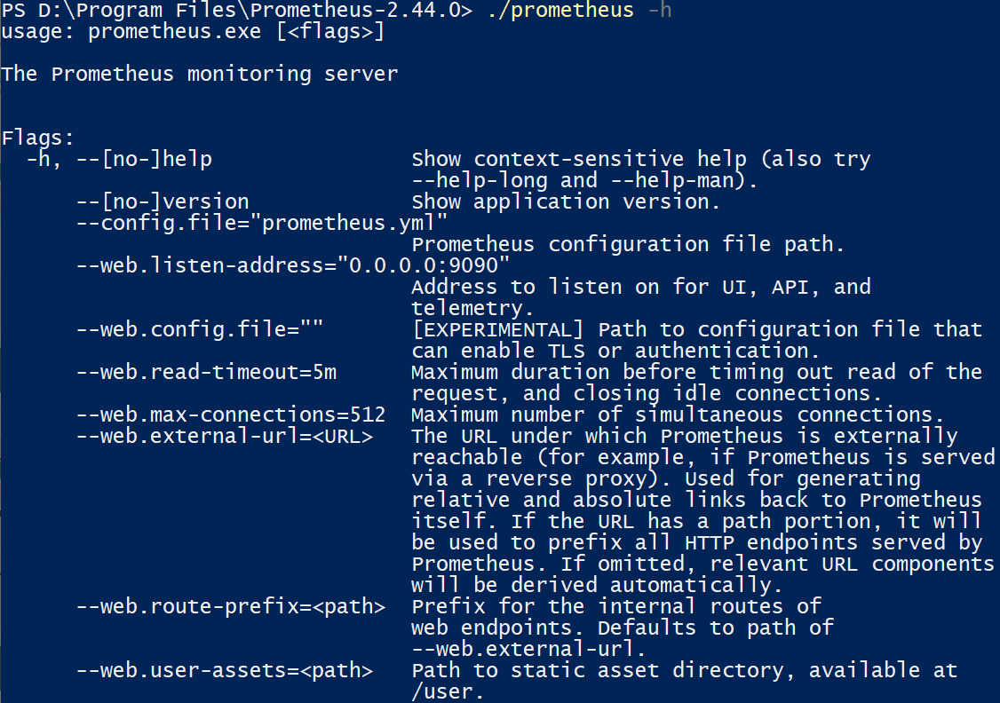 PS D:\Program Files\Prometheus-2.44.0> ./prometheus -h
usage: prometheus.exe [<flags>]
The Prometheus monitoring server
Flags:
-h, --[no-]help Show context-sensitive help (also try
--help-long and --help-man).
--[no-]version Show application version.
--config.file="prometheus.yml"
Prometheus configuration file path.
--web.listen-address="0.0.0.0:9090"
Address to listen on for UI, API, and
telemetry.
--web.config.file="" [EXPERIMENTAL] Path to configuration file that
can enable TLS or authentication.
--web.read-timeout=5m Maximum duration before timing out read of the
request, and closing idle connections.
--web.max-connections=512 Maximum number of simultaneous connections.
--web.external-url=<URL> The URL under which Prometheus is externally
reachable (for example, if Prometheus is served
via a reverse proxy). Used for generating
relative and absolute links back to Prometheus
itself. If the URL has a path portion, it will
be used to prefix all HTTP endpoints served by
Prometheus. If omitted, relevant URL components
will be derived automatically.
--web.route-prefix=<path> Prefix for the internal routes of
web endpoints. Defaults to path of
--web.external-url.
--web.user-assets=<path> Path to static asset directory, available at
/user.